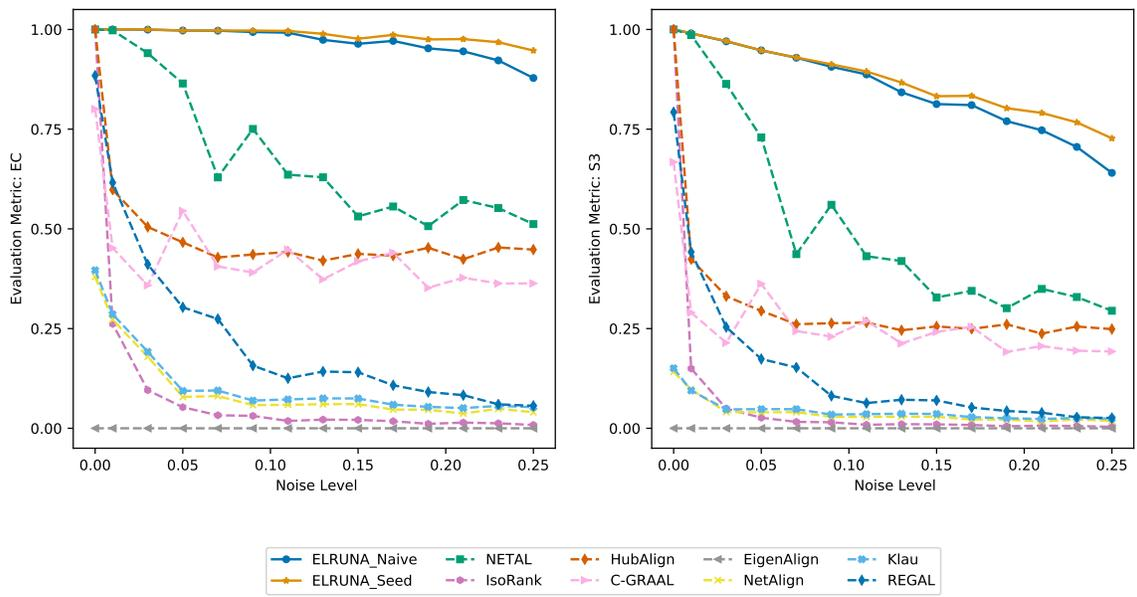 1.00
0.75
0.50
0.25
0.00
Evaluation Metric: EC
0.00 0.05 0.10 0.15 0.20 0.25
Noise Level
1.00
0.75
0.50
0.25
0.00
Evaluation Metric: S3
0.00 0.05 0.10 0.15 0.20 0.25
Noise Level
ELRUNA_Naive NETAL HubAlign EigenAlign Klau
ELRUNA_Seed IsoRank C-GRAAL NetAlign REGAL